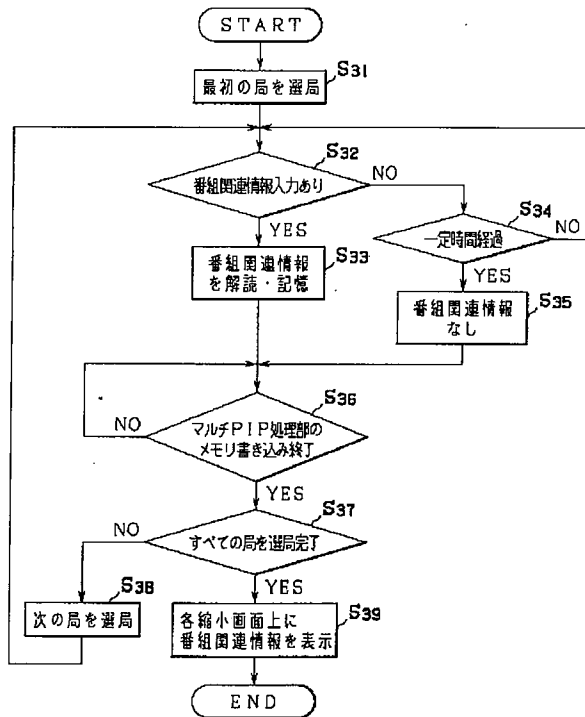 START
最初の局を選局
S31
番組関連情報入力あり
S32
NO
YES
一定時間経過
S34
NO
YES
番組関連情報
を解読・記憶
S33
番組関連情報
なし
S35
マルチPIP処理部の
メモリ書き込み終了
S36
NO
YES
すべての局を選局完了
S37
NO
YES
次の局を選局
S38
各縮小画面上に
番組関連情報を表示
S39
END